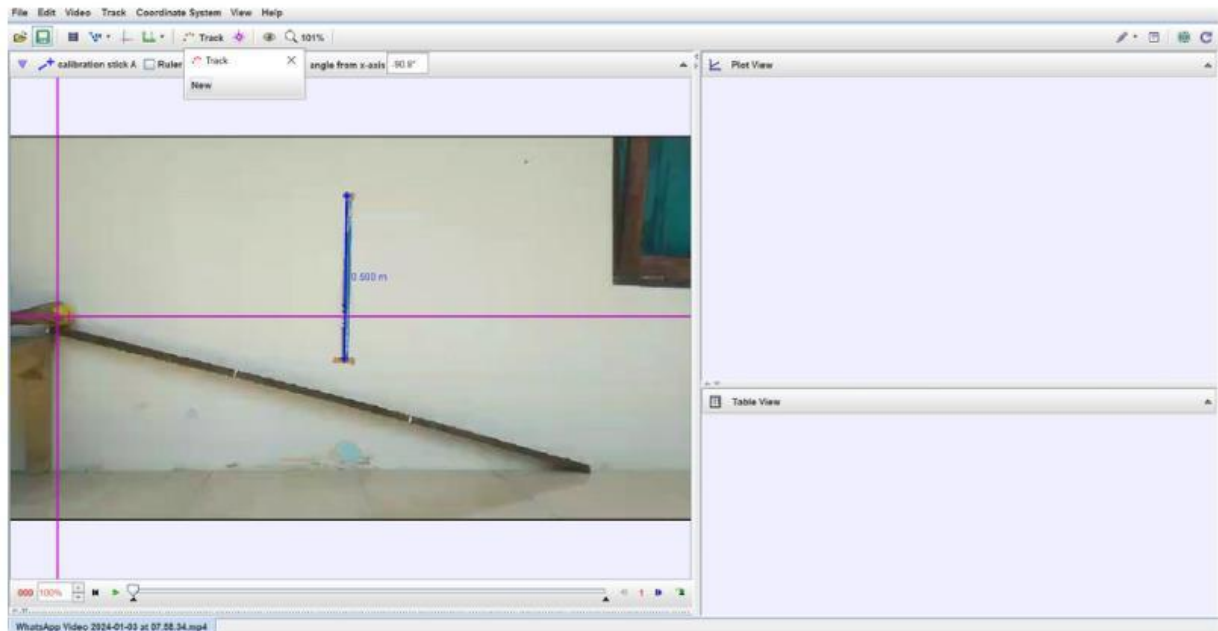 File Edit Video Track Coordinate System View Help
Track 101%
calibration stick A Ruler angle from x-axis -90.8°
Track
New
Plot View
0.500 m
Table View
000 100% 1
WhatsApp Video 2024-01-03 at 07.58.34.mp4